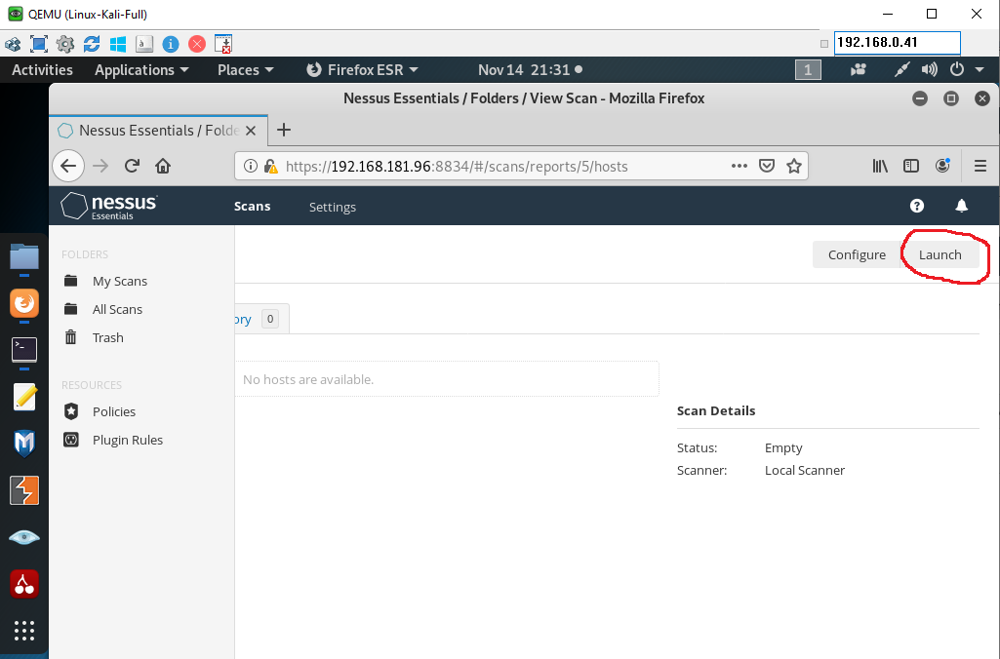 QEMU (Linux-Kali-Full)
192.168.0.41
Activities Applications Places Firefox ESR Nov 14 21:31 1
Nessus Essentials / Folders / View Scan - Mozilla Firefox
Nessus Essentials / Folde
https://192.168.181.96:8834/#/scans/reports/5/hosts
nessus Essentials Scans Settings
FOLDERS
Configure Launch
My Scans
All Scans
ory 0
Trash
No hosts are available.
RESOURCES
Policies
Scan Details
Plugin Rules
Status: Empty
Scanner: Local Scanner